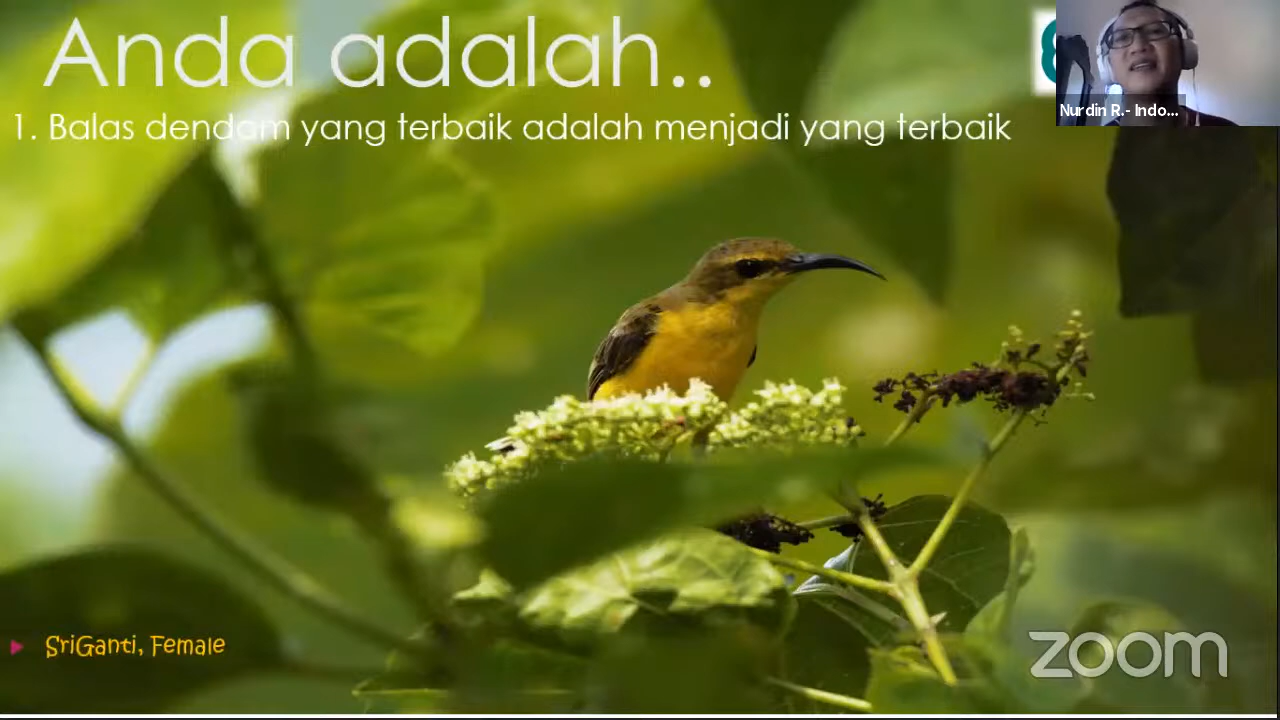 Anda adalah..
1. Balas dendam yang terbaik adalah menjadi yang terbaik
Nurdin R.- Indo...
SriGanti, Female
zoom